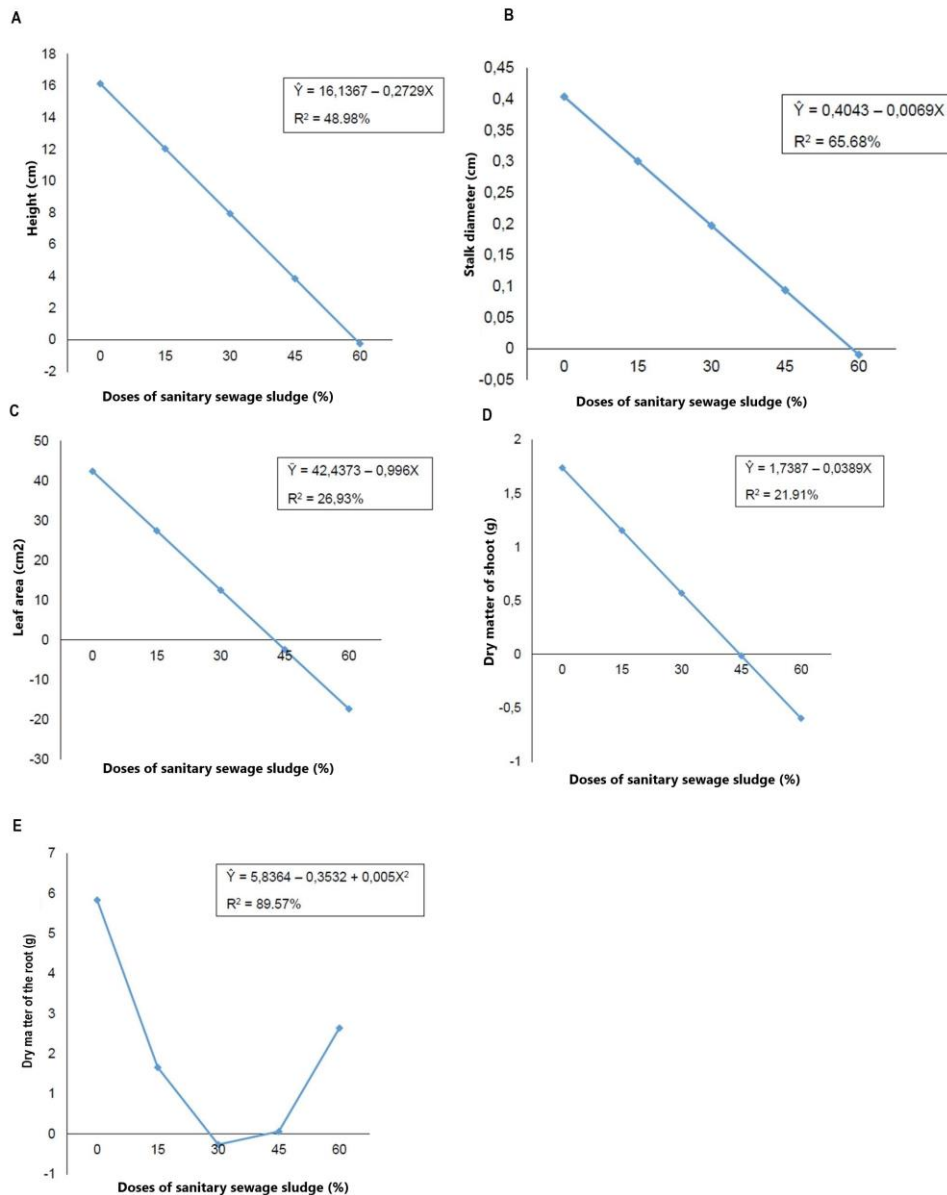 A
18
16
14
12
10
8
6
4
2
0
-2
0 15 30 45 60
Height (cm)
Doses of sanitary sewage sludge (%)
Ŷ = 16,1367 – 0,2729X
R² = 48.98%
B
0,45
0,4
0,35
0,3
0,25
0,2
0,15
0,1
0,05
0
-0,05
0 15 30 45 60
Stalk diameter (cm)
Doses of sanitary sewage sludge (%)
Ŷ = 0,4043 – 0,0069X
R² = 65.68%
C
50
40
30
20
10
0
-10
-20
-30
0 15 30 45 60
Leaf area (cm2)
Doses of sanitary sewage sludge (%)
Ŷ = 42,4373 – 0,996X
R² = 26,93%
D
2
1,5
1
0,5
0
-0,5
-1
0 15 30 45 60
Dry matter of shoot (g)
Doses of sanitary sewage sludge (%)
Ŷ = 1,7387 – 0,0389X
R² = 21.91%
E
7
6
5
4
3
2
1
0
-1
0 15 30 45 60
Dry ma tter of the root (g)
Doses of sanitary sewage sludge (%)
Ŷ = 5,8364 – 0,3532 + 0,005X²
R² = 89.57%